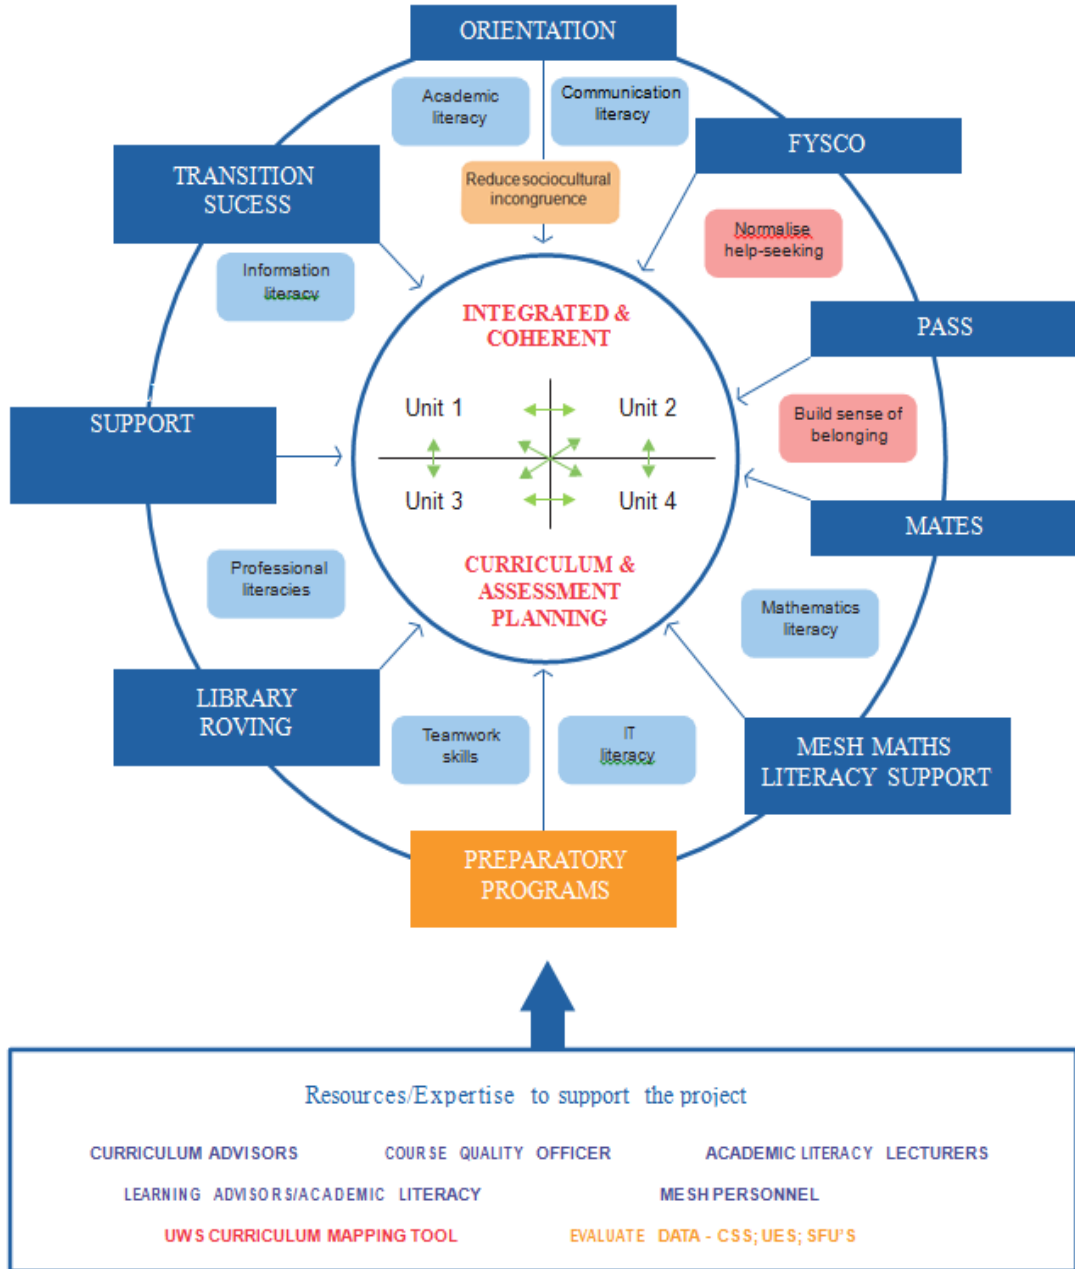 ORIENTATION
Academic
literacy
Communication
literacy
FYSCO
TRANSITION
SUCESS
Reduce sociocultural
incongruence
Normalise
help-seeking
Information
literacy
INTEGRATED &
COHERENT
PASS
Unit 1
Unit 2
Build sense of
belonging
SUPPORT
Unit 3
Unit 4
MATES
Professional
literacies
CURRICULUM &
ASSESSMENT
PLANNING
Mathematics
literacy
LIBRARY
ROVING
Teamwork
skills
IT
literacy
MESH MATHS
LITERACY SUPPORT
PREPARATORY
PROGRAMS
Resources/Expertise to support the project
CURRICULUM ADVISORS COURSE QUALITY OFFICER ACADEMIC LITERACY LECTURERS
LEARNING ADVISORS/ACADEMIC LITERACY MESH PERSONNEL
UWS CURRICULUM MAPPING TOOL EVALUATE DATA - CSS; UES; SFU'S